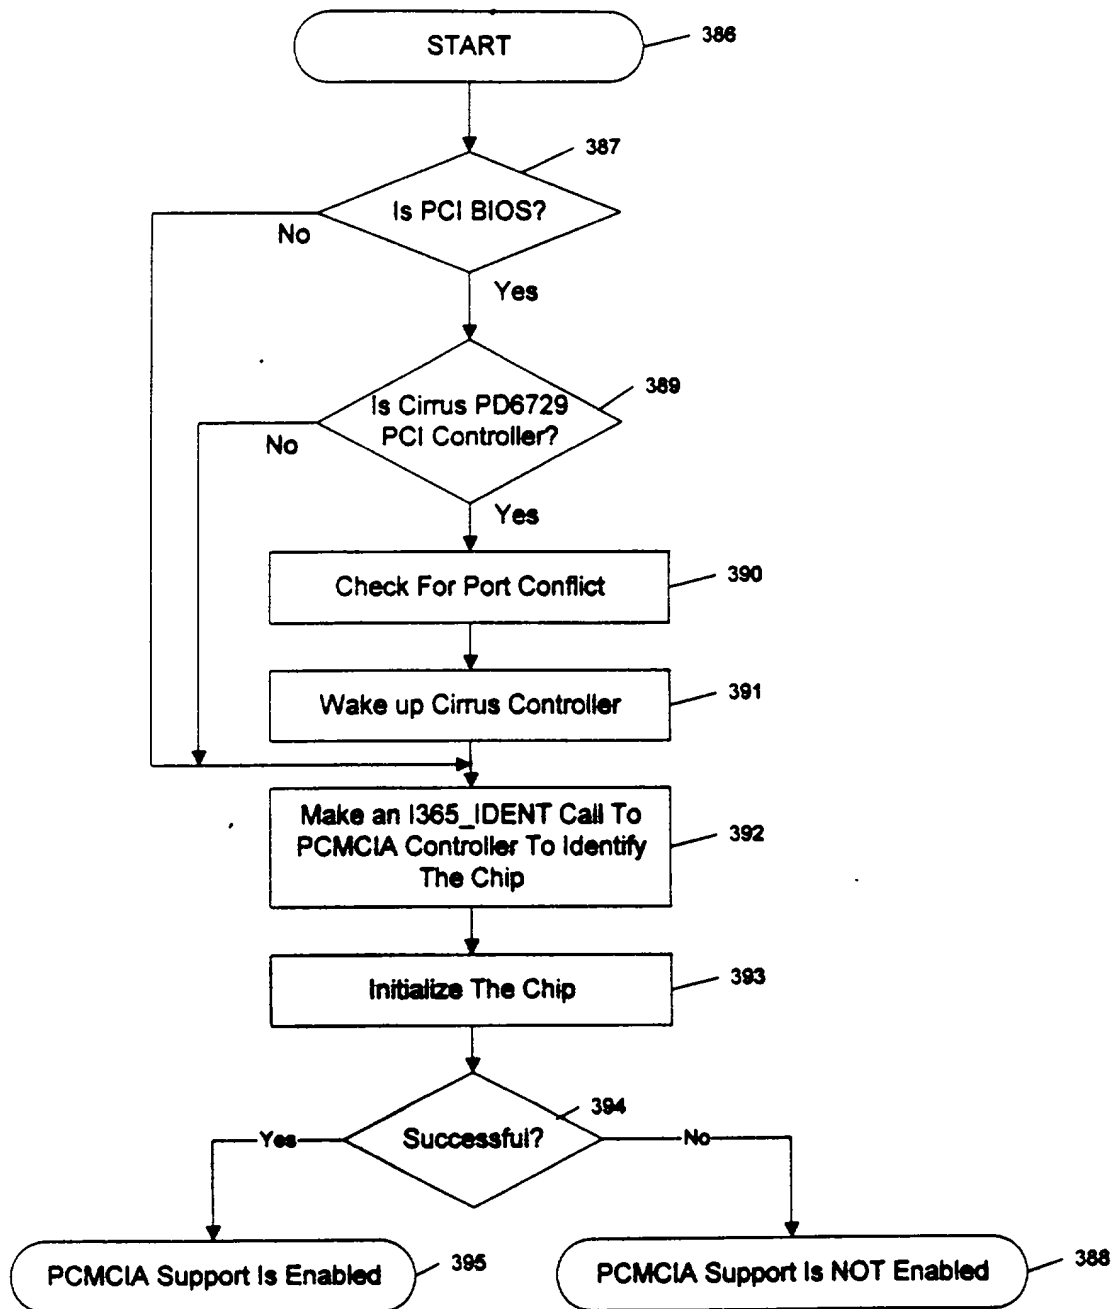 START
386
387
Is PCI BIOS?
No
Yes
389
Is Cirrus PD6729
PCI Controller?
No
Yes
Check For Port Conflict
390
Wake up Cirrus Controller
391
Make an I365_IDENT Call To
PCMCIA Controller To Identify
The Chip
392
Initialize The Chip
393
394
Successful?
Yes
No
PCMCIA Support Is Enabled
395
PCMCIA Support Is NOT Enabled
388